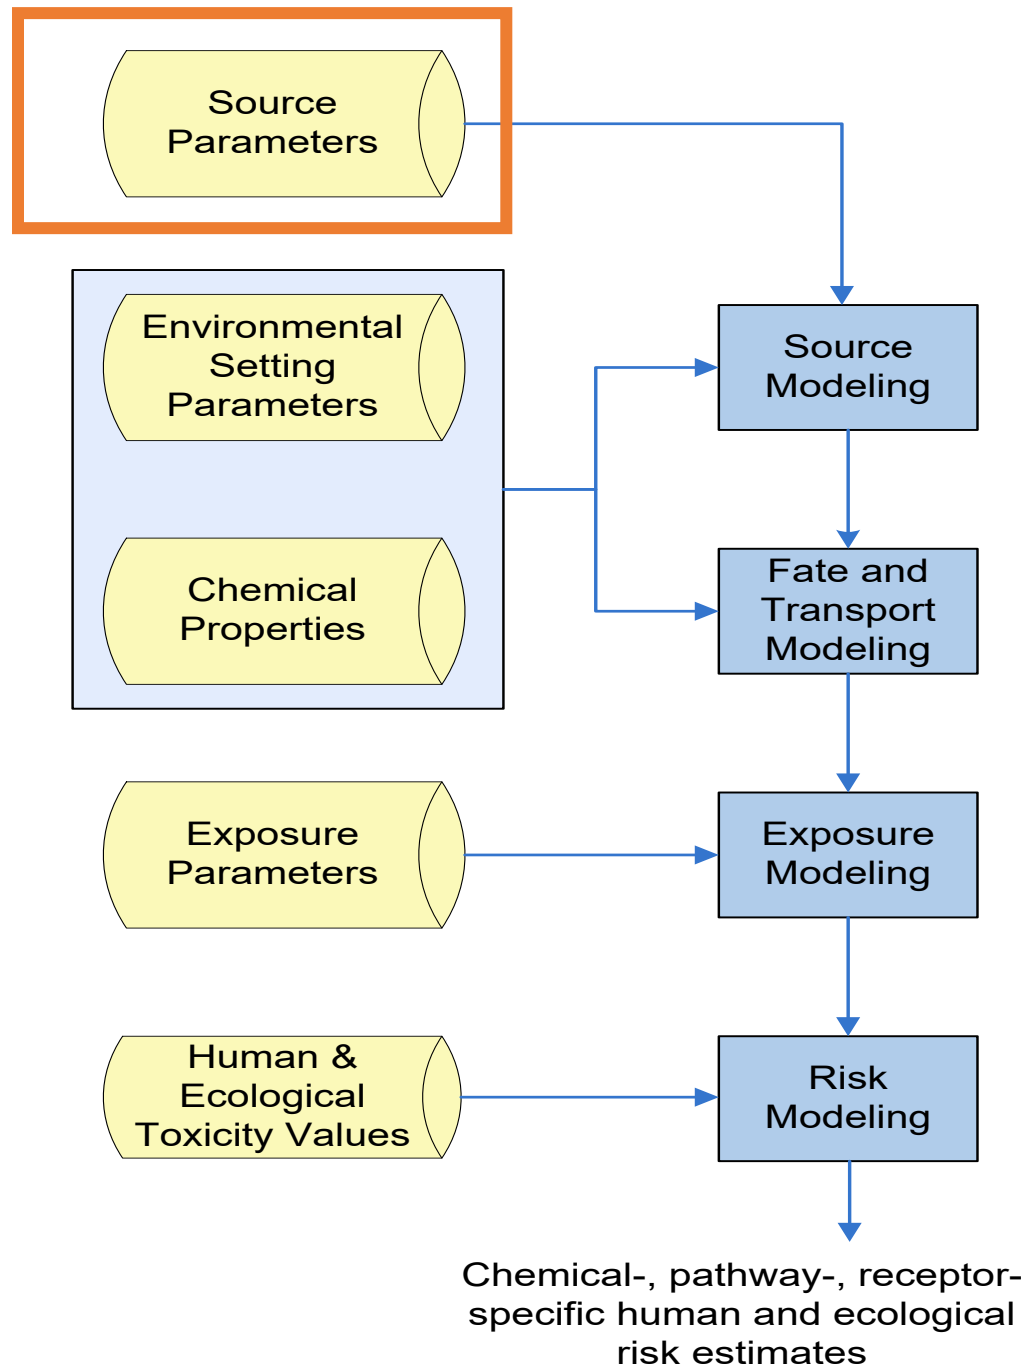 Source
Parameters
Environmental
Setting
Parameters
Source
Modeling
Chemical
Properties
Fate and
Transport
Modeling
Exposure
Parameters
Exposure
Modeling
Human &
Ecological
Toxicity Values
Risk
Modeling
Chemical-, pathway-, receptor-
specific human and ecological
risk estimates